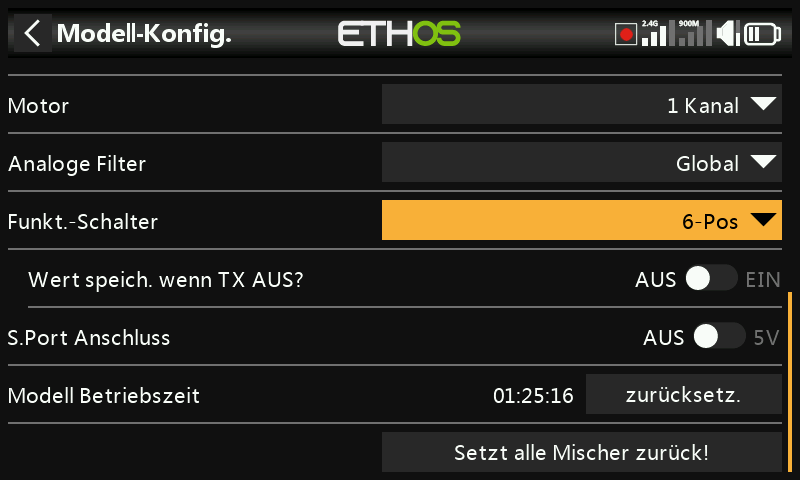 Modell-Konfig.
ETHOS
2.4G
900M
Motor
1 Kanal
Analoge Filter
Global
Funkt.-Schalter
6-Pos
Wert speich. wenn TX AUS?
AUS EIN
S.Port Anschluss
AUS 5V
Modell Betriebszeit
01:25:16
zurücksetz.
Setzt alle Mischer zurück!